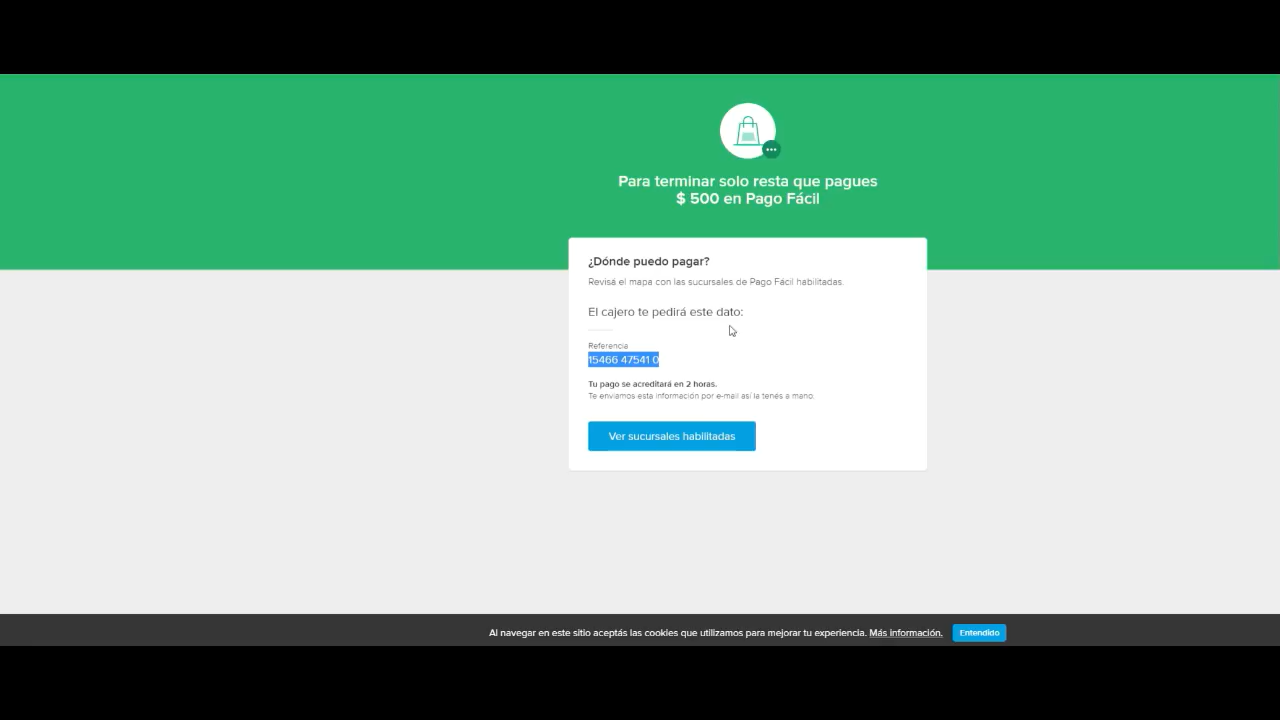 Para terminar solo resta que pagues
$ 500 en Pago Fácil
¿Dónde puedo pagar?
Revisá el mapa con las sucursales de Pago Fácil habilitadas.
El cajero te pedirá este dato:
Referencia
15466 47541 0
Tu pago se acreditará en 2 horas.
Te enviamos esta información por e-mail así la tenés a mano.
Ver sucursales habilitadas
Al navegar en este sitio aceptás las cookies que utilizamos para mejorar tu experiencia. Más información. Entendido